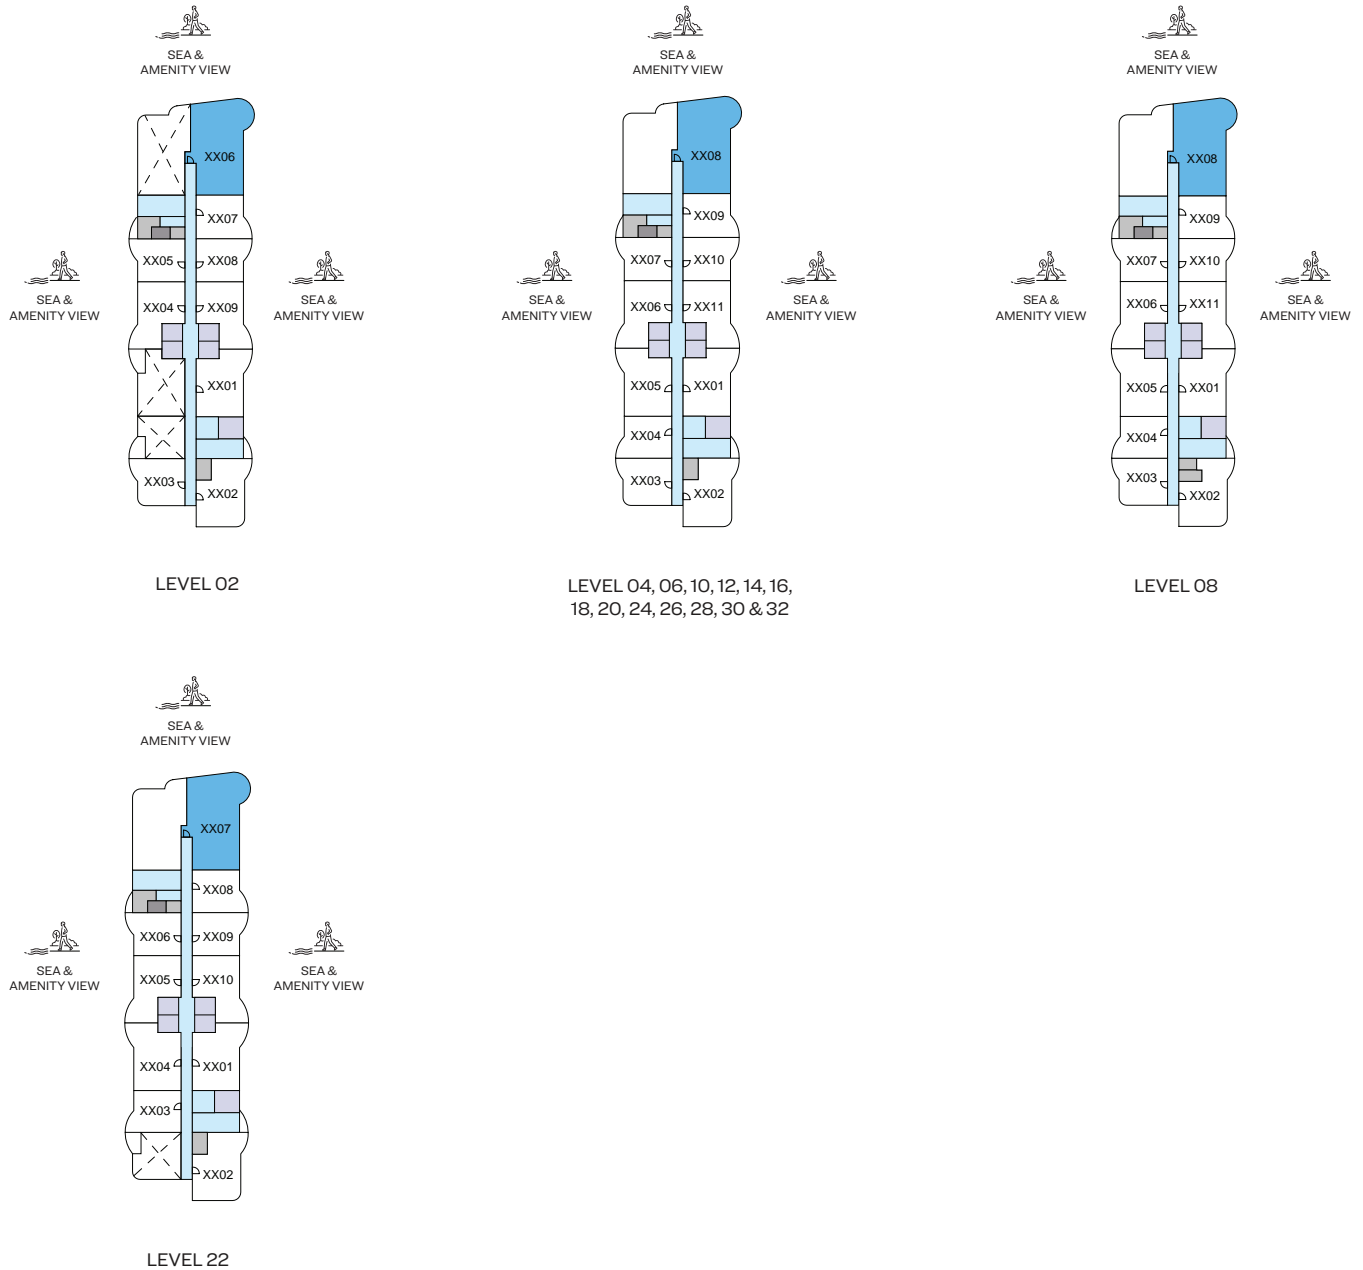 SEA &
AMENITY VIEW
XX06
XX07
XX05
XX08
SEA &
AMENITY VIEW
SEA &
AMENITY VIEW
XX04
XX09
XX01
XX03
XX02
LEVEL 02
SEA &
AMENITY VIEW
XX08
XX09
XX07
XX10
SEA &
AMENITY VIEW
SEA &
AMENITY VIEW
XX06
XX11
XX05
XX01
XX04
XX03
XX02
LEVEL 04, 06, 10, 12, 14, 16,
18, 20, 24, 26, 28, 30 & 32
SEA &
AMENITY VIEW
XX08
XX09
XX07
XX10
SEA &
AMENITY VIEW
SEA &
AMENITY VIEW
XX06
XX11
XX05
XX01
XX04
XX03
XX02
LEVEL 08
SEA &
AMENITY VIEW
XX07
XX08
XX06
XX09
SEA &
AMENITY VIEW
SEA &
AMENITY VIEW
XX05
XX10
XX04
XX01
XX03
XX02
LEVEL 22